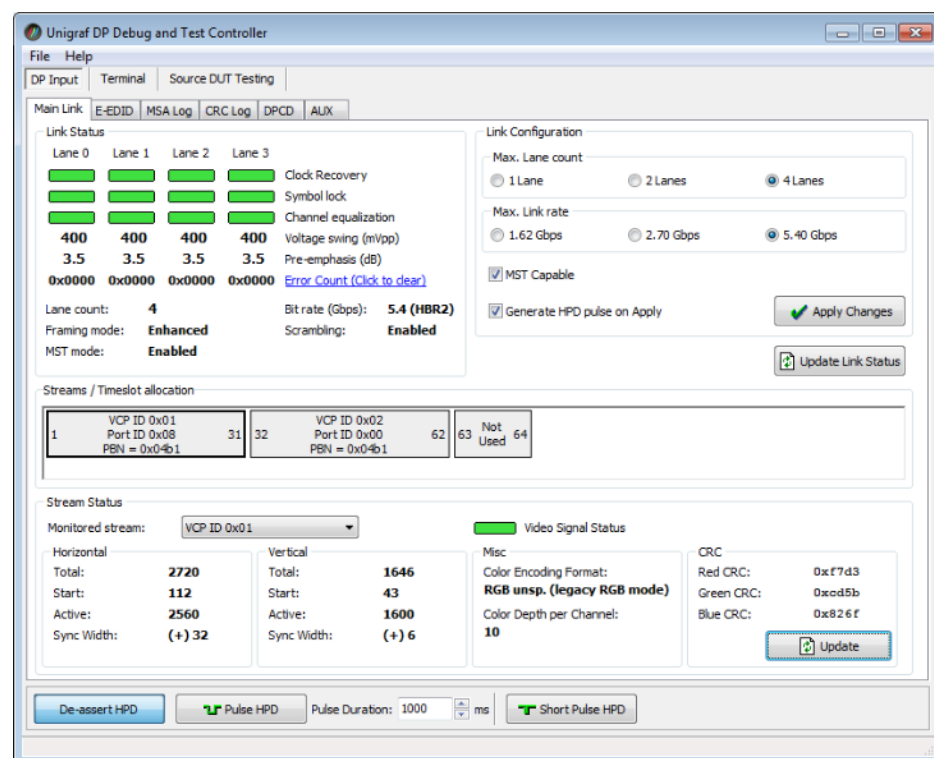 Unigraf DP Debug and Test Controller
File Help
DP Input Terminal Source DUT Testing
Main Link E-EDID MSA Log CRC Log DPCD AUX
Link Status
Lane 0 Lane 1 Lane 2 Lane 3
Clock Recovery
Symbol lock
Channel equalization
400 400 400 400 Voltage swing (mVpp)
3.5 3.5 3.5 3.5 Pre-emphasis (dB)
0x0000 0x0000 0x0000 0x0000 Error Count (Click to clear)
Lane count: 4 Bit rate (Gbps): 5.4 (HBR2)
Framing mode: Enhanced Scrambling: Enabled
MST mode: Enabled
Link Configuration
Max. Lane count
1 Lane 2 Lanes 4 Lanes
Max. Link rate
1.62 Gbps 2.70 Gbps 5.40 Gbps
MST Capable
Generate HPD pulse on Apply Apply Changes
Update Link Status
Streams / Timeslot allocation
VCP ID 0x01
1 Port ID 0x08 31
PBN = 0x04b1
VCP ID 0x02
32 Port ID 0x00 62
PBN = 0x04b1
63 Not Used 64
Stream Status
Monitored stream: VCP ID 0x01 Video Signal Status
Horizontal
Total: 2720
Start: 112
Active: 2560
Sync Width: (+) 32
Vertical
Total: 1646
Start: 43
Active: 1600
Sync Width: (+) 6
Misc
Color Encoding Format:
RGB unsp. (legacy RGB mode)
Color Depth per Channel:
10
CRC
Red CRC: 0xf7d3
Green CRC: 0xcd5b
Blue CRC: 0x826f
Update
De-assert HPD Pulse HPD Pulse Duration: 1000 ms Short Pulse HPD